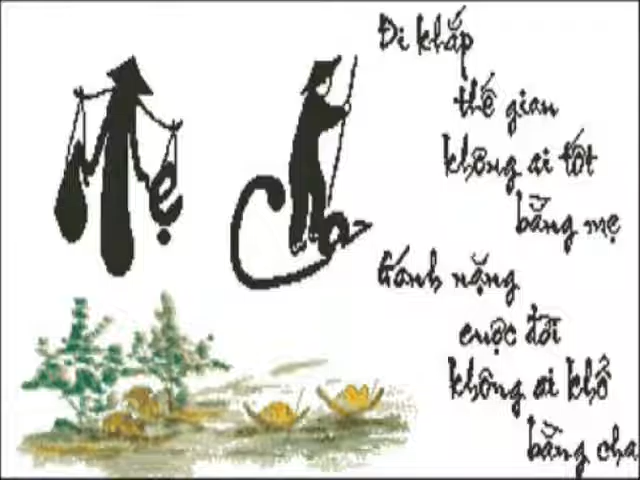 Mẹ Cha
Đi khắp
thế gian
không ai tốt
bằng mẹ
Gánh nặng
cuộc đời
không ai khổ
bằng cha